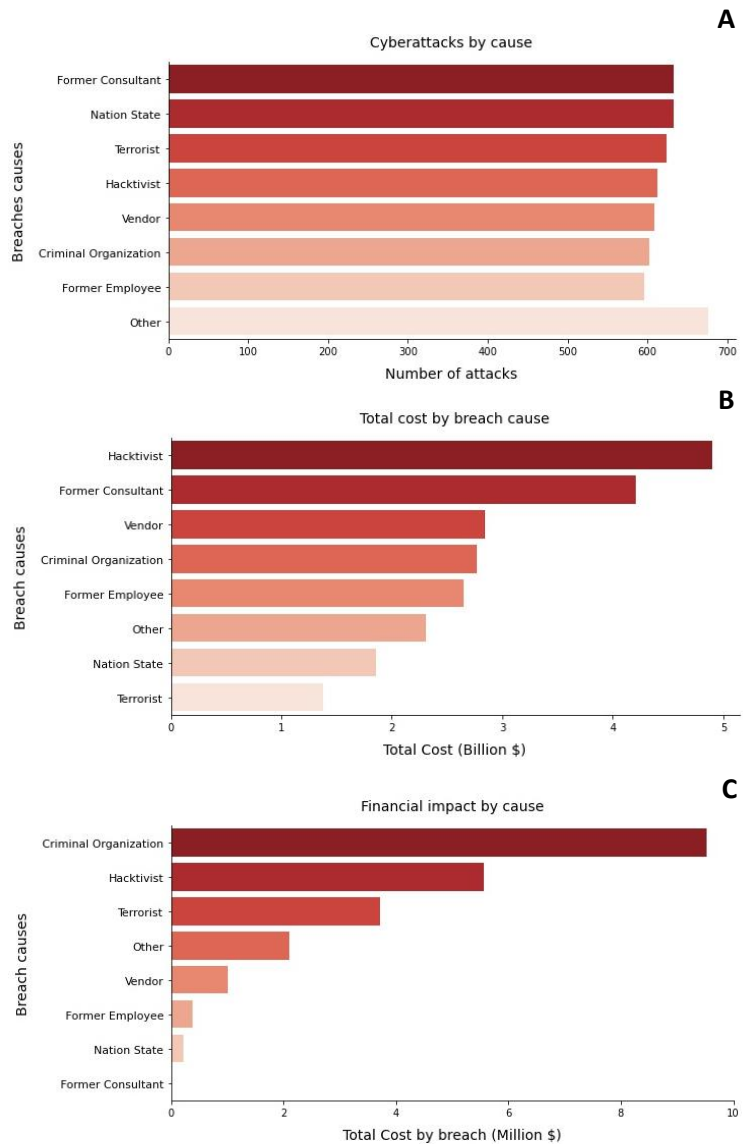 A
Cyberattacks by cause
Breaches causes
Former Consultant
Nation State
Terrorist
Hacktivist
Vendor
Criminal Organization
Former Employee
Other
0 100 200 300 400 500 600 700
Number of attacks
B
Total cost by breach cause
Breach causes
Hacktivist
Former Consultant
Vendor
Criminal Organization
Former Employee
Other
Nation State
Terrorist
0 1 2 3 4 5
Total Cost (Billion $)
C
Financial impact by cause
Breach causes
Criminal Organization
Hacktivist
Terrorist
Other
Vendor
Former Employee
Nation State
Former Consultant
0 2 4 6 8 10
Total Cost by breach (Million $)